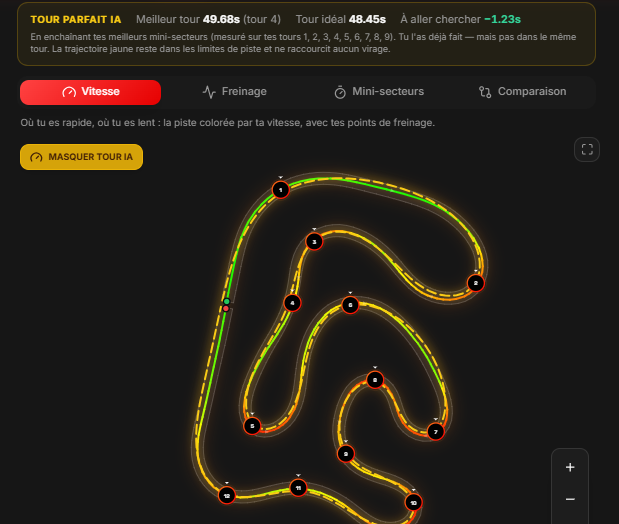 TOUR PARFAIT IA Meilleur tour 49.68s (tour 4) Tour idéal 48.45s À aller chercher −1.23s
En enchaînant tes meilleurs mini-secteurs (mesuré sur tes tours 1, 2, 3, 4, 5, 6, 7, 8, 9). Tu l'as déjà fait — mais pas dans le même
tour. La trajectoire jaune reste dans les limites de piste et ne raccourcit aucun virage.
Vitesse Freinage Mini-secteurs Comparaison
Où tu es rapide, où tu es lent : la piste colorée par ta vitesse, avec tes points de freinage.
MASQUER TOUR IA
1
3
2
4
6
8
5
7
9
11
12
10
+
−